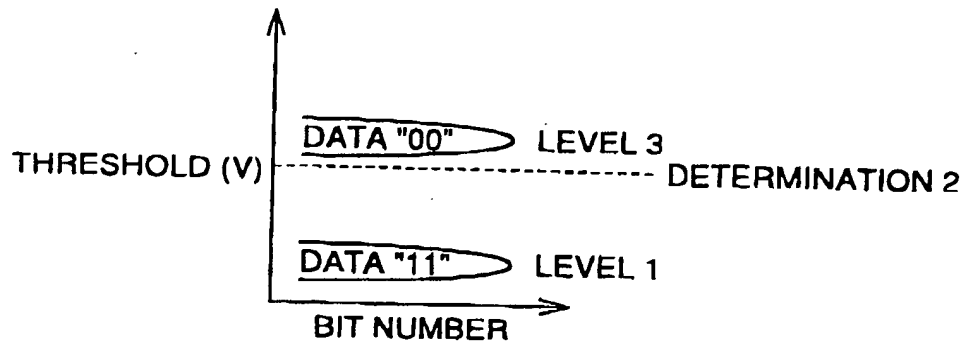 DATA "00" LEVEL 3
THRESHOLD (V) DETERMINATION 2
DATA "11" LEVEL 1
BIT NUMBER